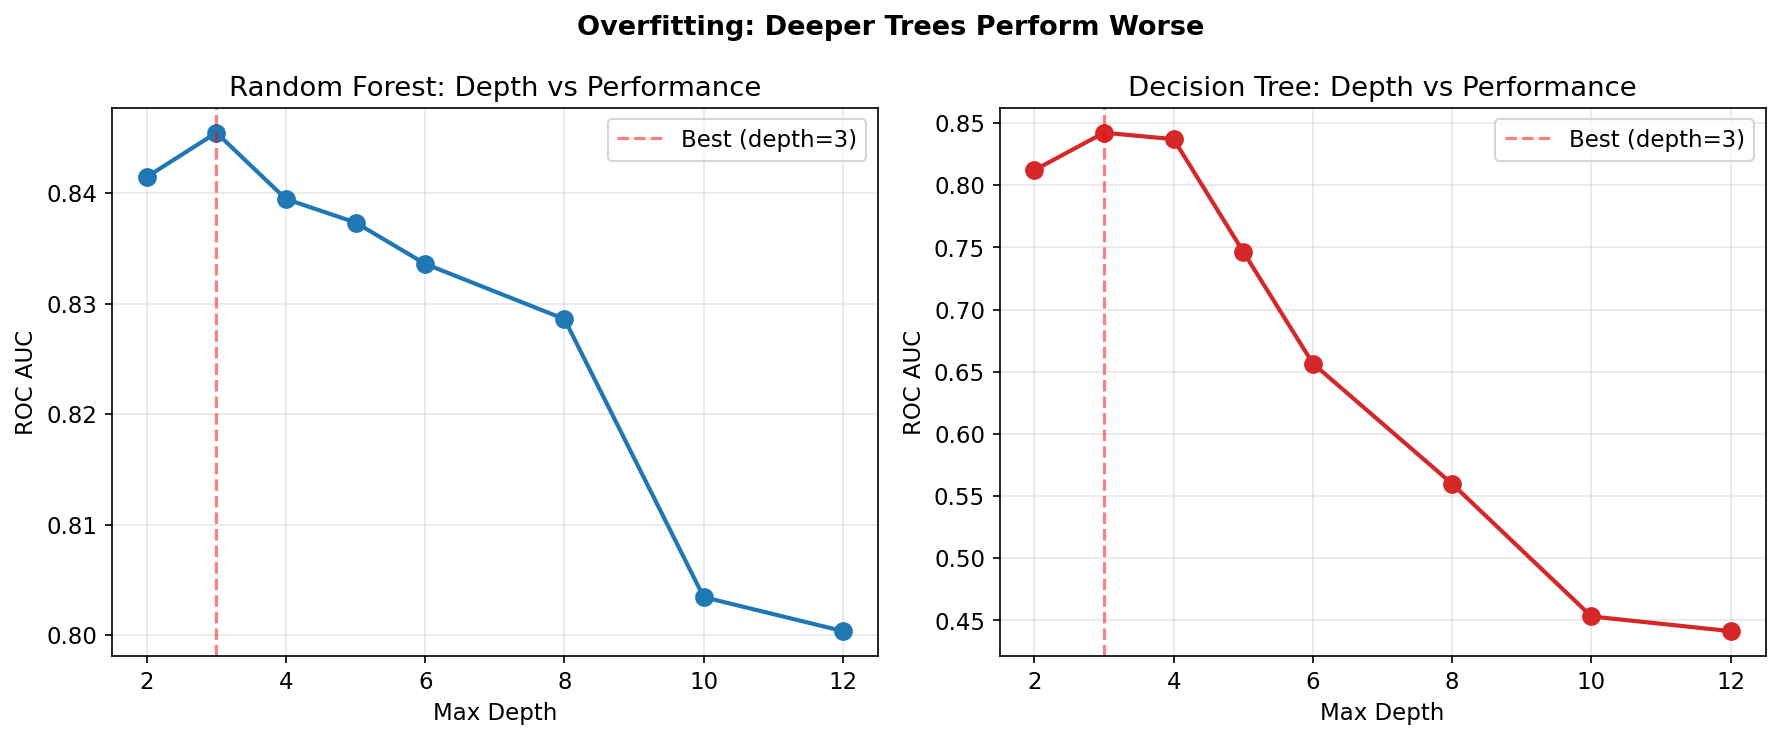 Overfitting: Deeper Trees Perform Worse
Random Forest: Depth vs Performance
Best (depth=3)
0.84
0.83
0.82
0.81
0.80
ROC AUC
2 4 6 8 10 12
Max Depth
Decision Tree: Depth vs Performance
Best (depth=3)
0.85
0.80
0.75
0.70
0.65
0.60
0.55
0.50
0.45
ROC AUC
2 4 6 8 10 12
Max Depth